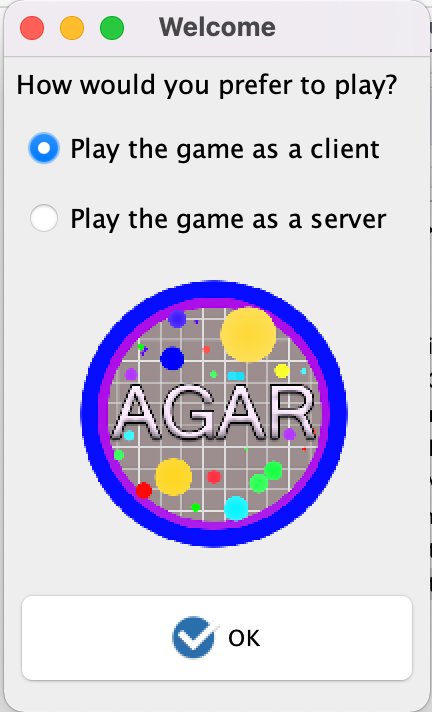 Welcome
How would you prefer to play?
Play the game as a client
Play the game as a server
AGAR
OK